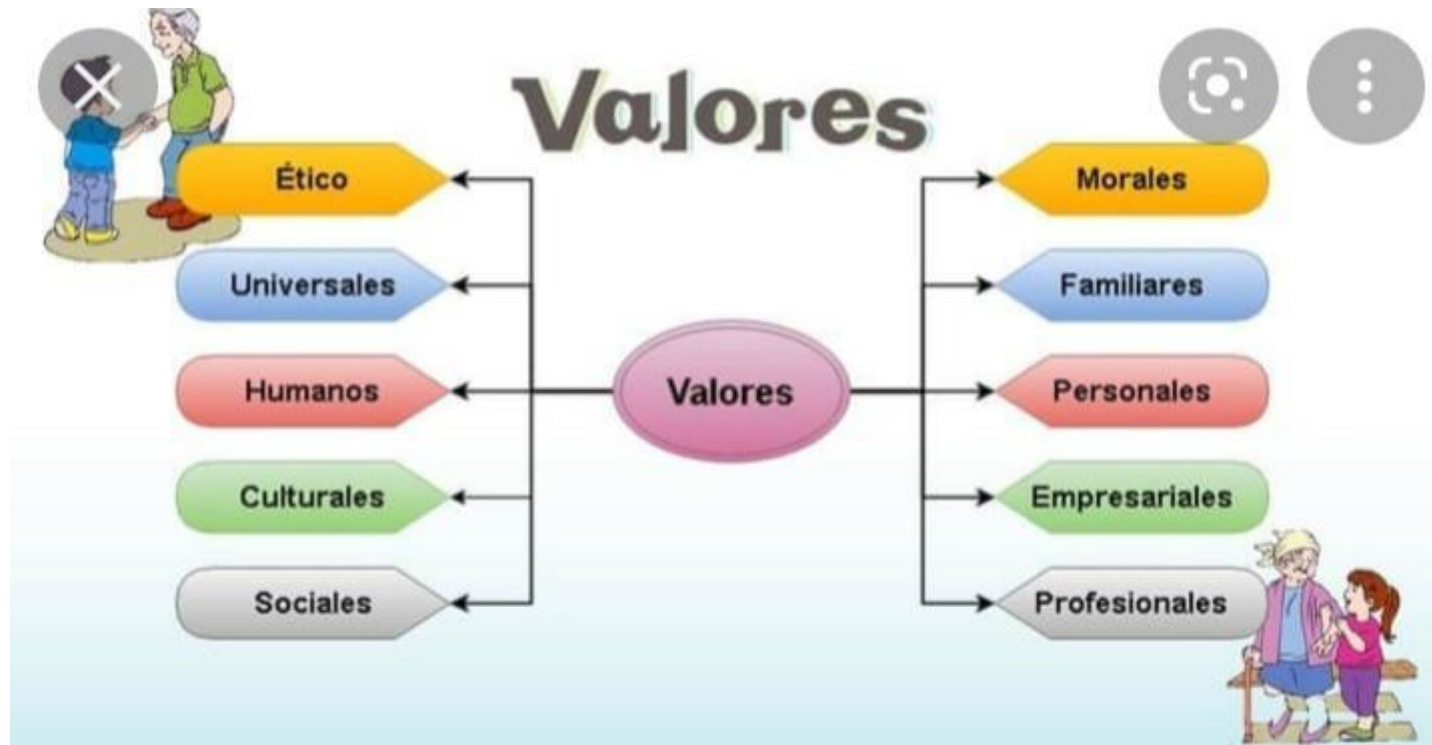 Valores
Ético
Universales
Humanos
Culturales
Sociales
Valores
Morales
Familiares
Personales
Empresariales
Profesionales